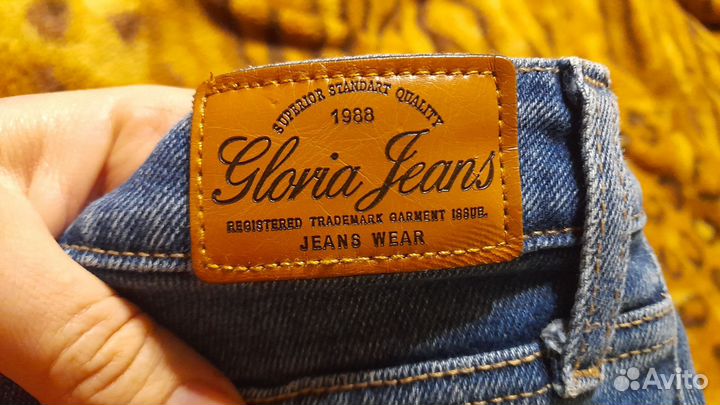 SUPERIOR STANDART QUALITY
1988
Gloria Jeans
REGISTERED TRADEMARK GARMENT ISSUE.
JEANS WEAR
Avito